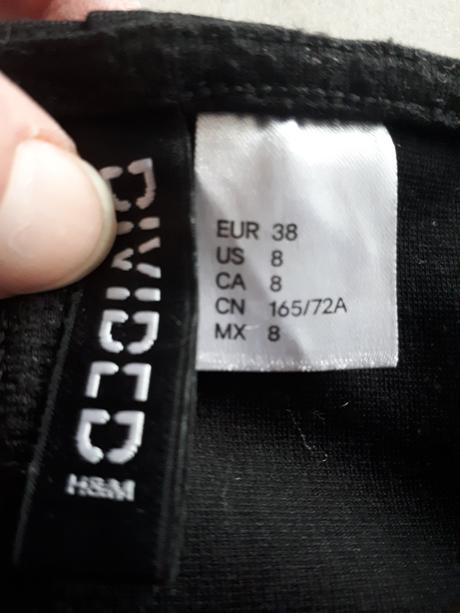 DIVIDED
H&M
EUR 38
US 8
CA 8
CN 165/72A
MX 8